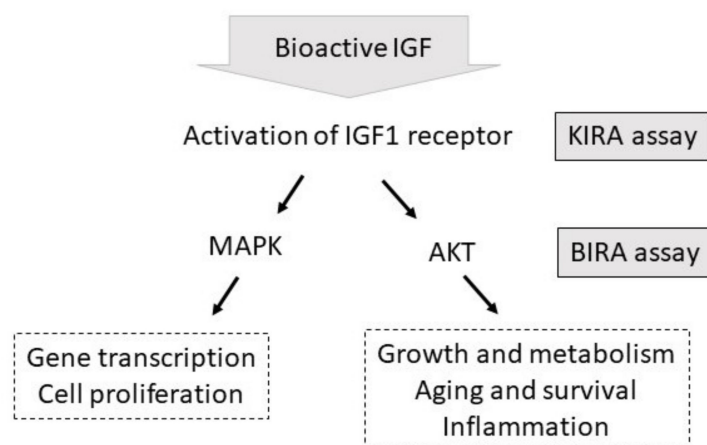 Bioactive IGF
Activation of IGF1 receptor
KIRA assay
MAPK
AKT
BIRA assay
Gene transcription
Cell proliferation
Growth and metabolism
Aging and survival
Inflammation